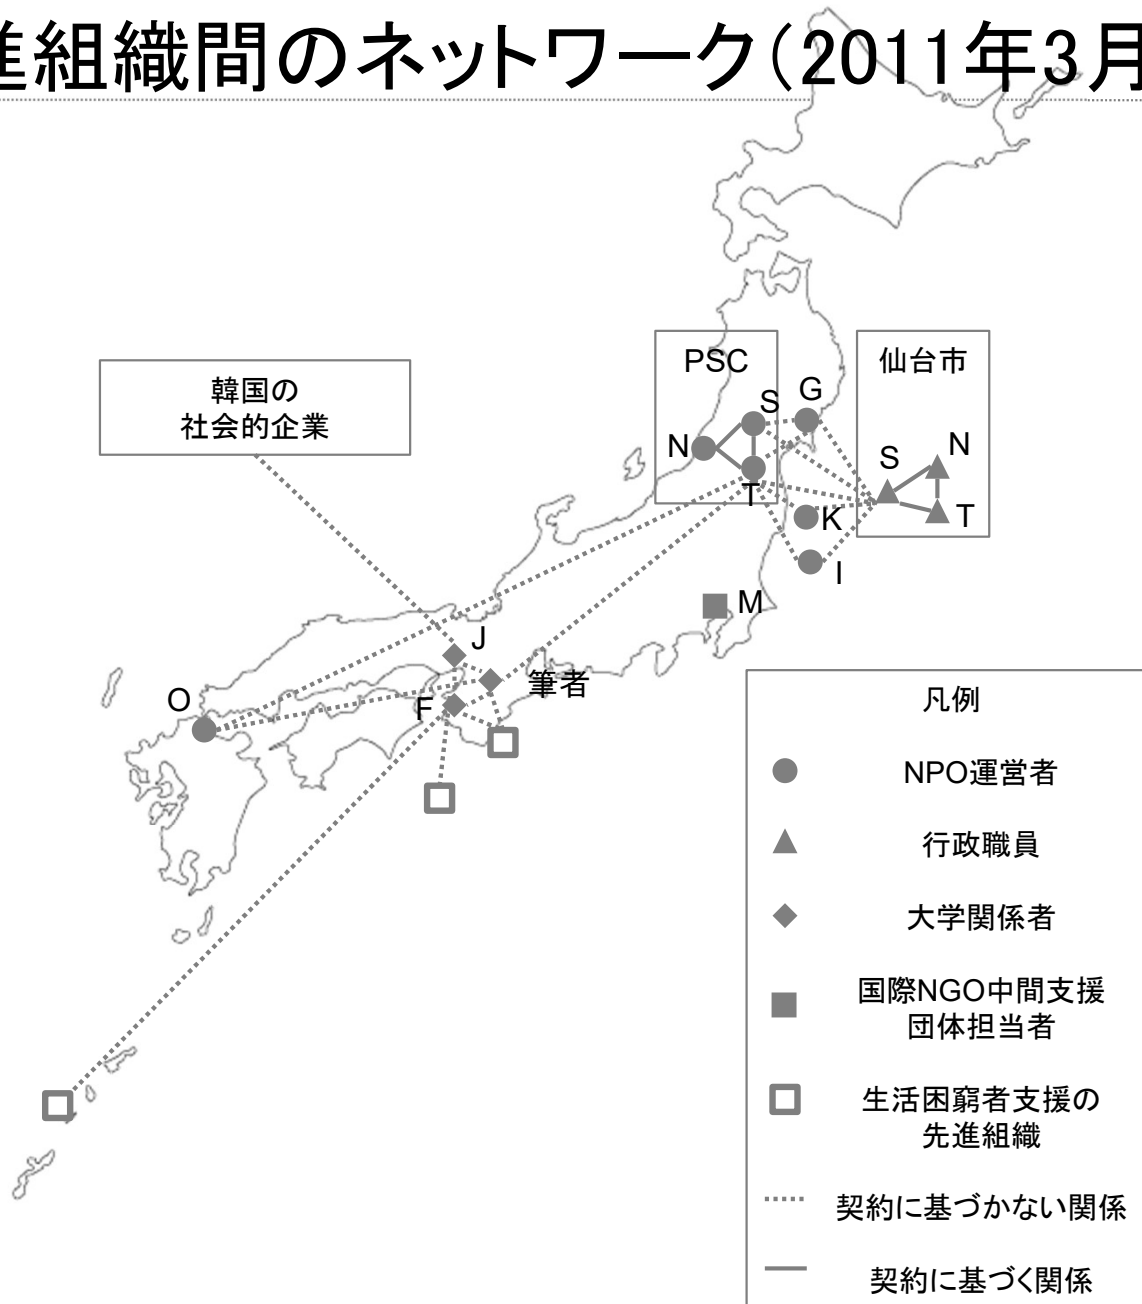 進組織間のネットワーク（2011年3月
韓国の
社会的企業
PSC
仙台市
S
G
N
T
S
N
T
K
I
M
J
筆者
O
F
凡例
NPO運営者
行政職員
大学関係者
国際NGO中間支援
団体担当者
生活困窮者支援の
先進組織
契約に基づかない関係
契約に基づく関係